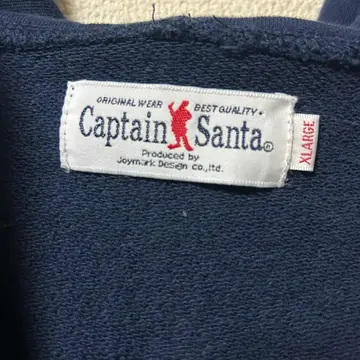 ORIGINAL WEAR BEST QUALITY.
Captain Santa®
Produced by
Joymark Design co.,ltd.
XLARGE